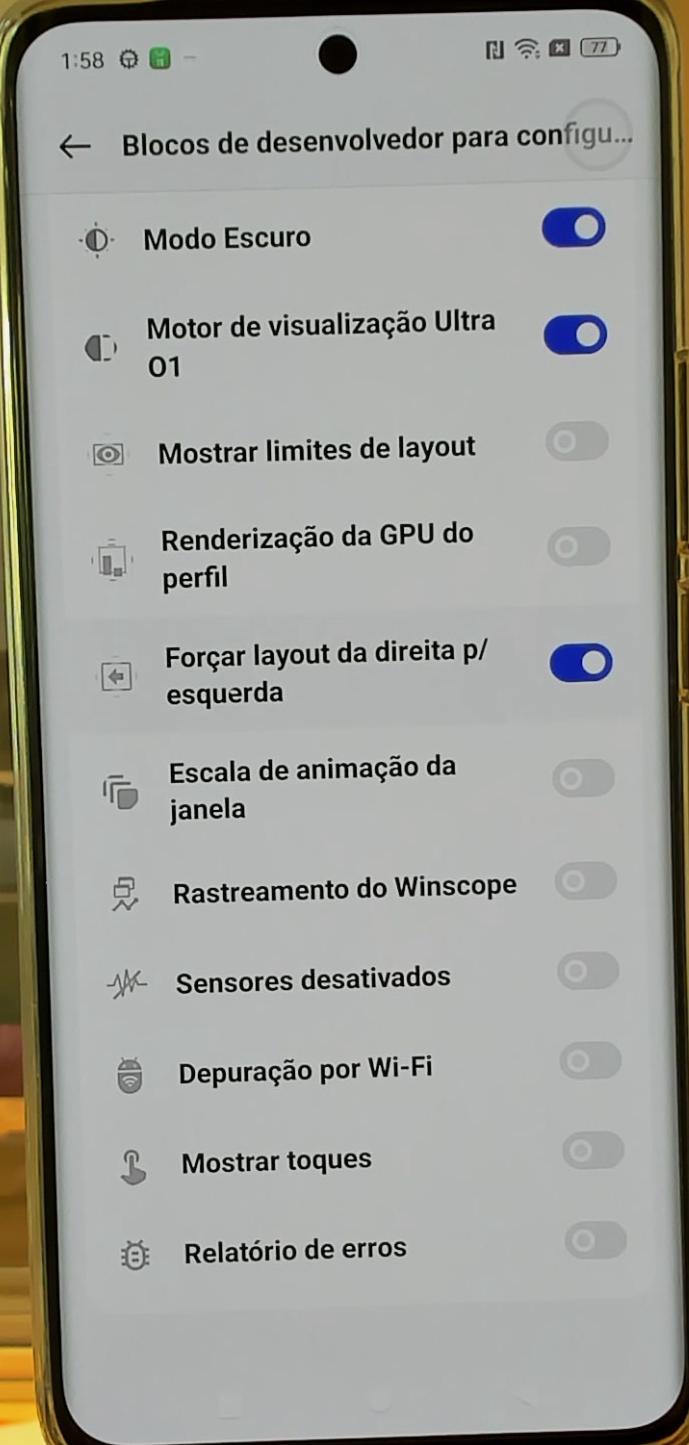 1:58
77
Blocos de desenvolvedor para configu...
Modo Escuro
Motor de visualização Ultra
O1
Mostrar limites de layout
Renderização da GPU do
perfil
Forçar layout da direita p/
esquerda
Escala de animação da
janela
Rastreamento do Winscope
Sensores desativados
Depuração por Wi-Fi
Mostrar toques
Relatório de erros